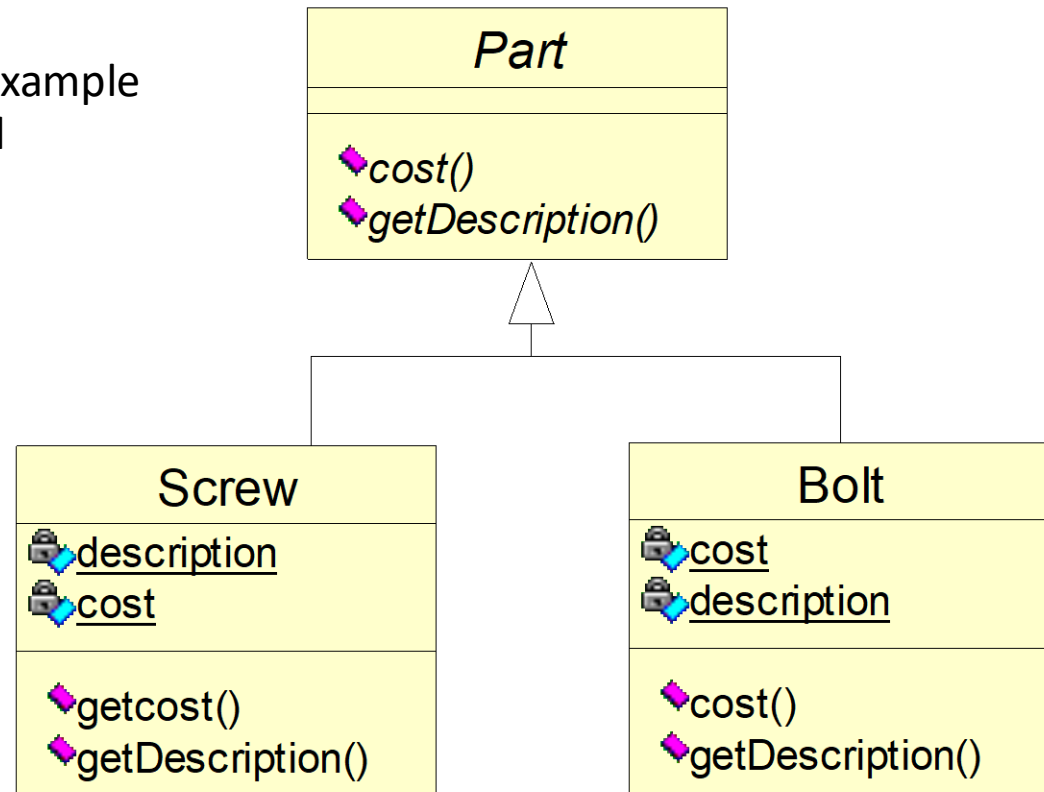 xample
Part
cost()
getDescription()
Screw
description
cost
getcost()
getDescription()
Bolt
cost
description
cost()
getDescription()